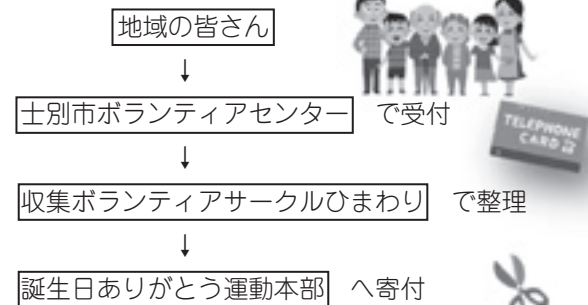 地域の皆さん
↓
士別市ボランティアセンター で受付
↓
収集ボランティアサークルひまわり で整理
↓
誕生日ありがとう運動本部 へ寄付
TELEPHONE
CARD